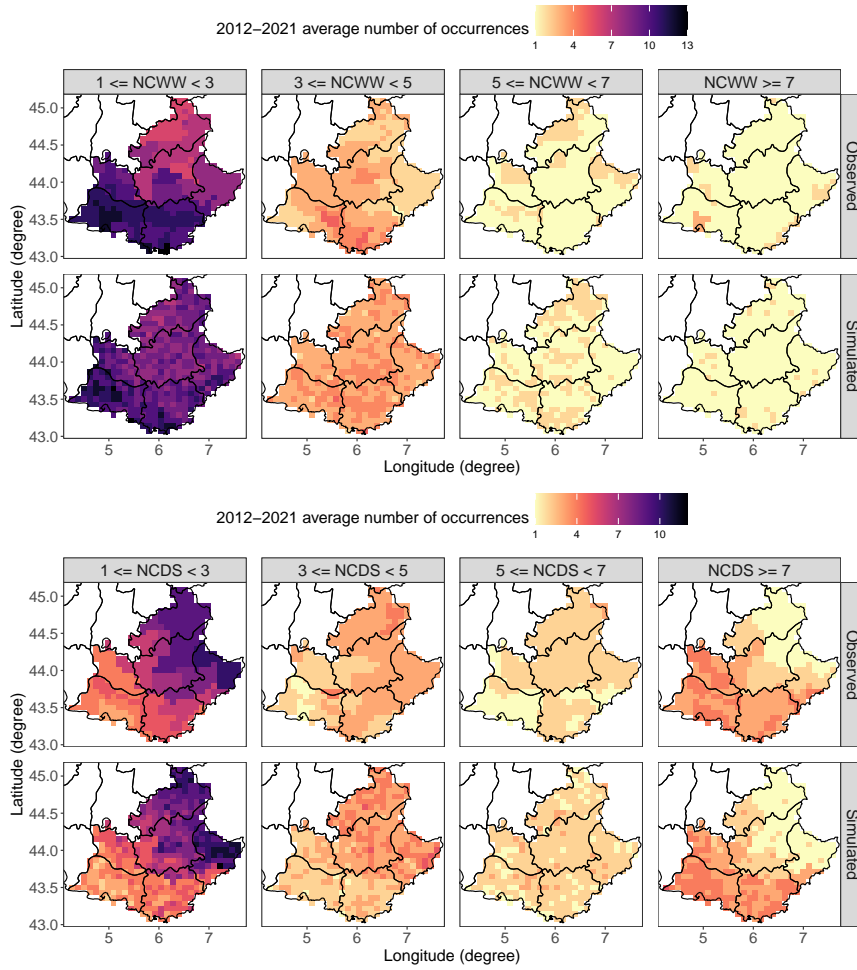 2012–2021 average number of occurrences
1 4 7 10 13
1 <= NCWW < 3 3 <= NCWW < 5 5 <= NCWW < 7 NCWW >= 7
45.0
44.5
44.0
43.5
43.0
Observed
45.0
44.5
44.0
43.5
43.0
Simulated
Latitude (degree)
5 6 7 5 6 7 5 6 7 5 6 7
Longitude (degree)
2012–2021 average number of occurrences
1 4 7 10
1 <= NCDS < 3 3 <= NCDS < 5 5 <= NCDS < 7 NCDS >= 7
45.0
44.5
44.0
43.5
43.0
Observed
45.0
44.5
44.0
43.5
43.0
Simulated
Latitude (degree)
5 6 7 5 6 7 5 6 7 5 6 7
Longitude (degree)